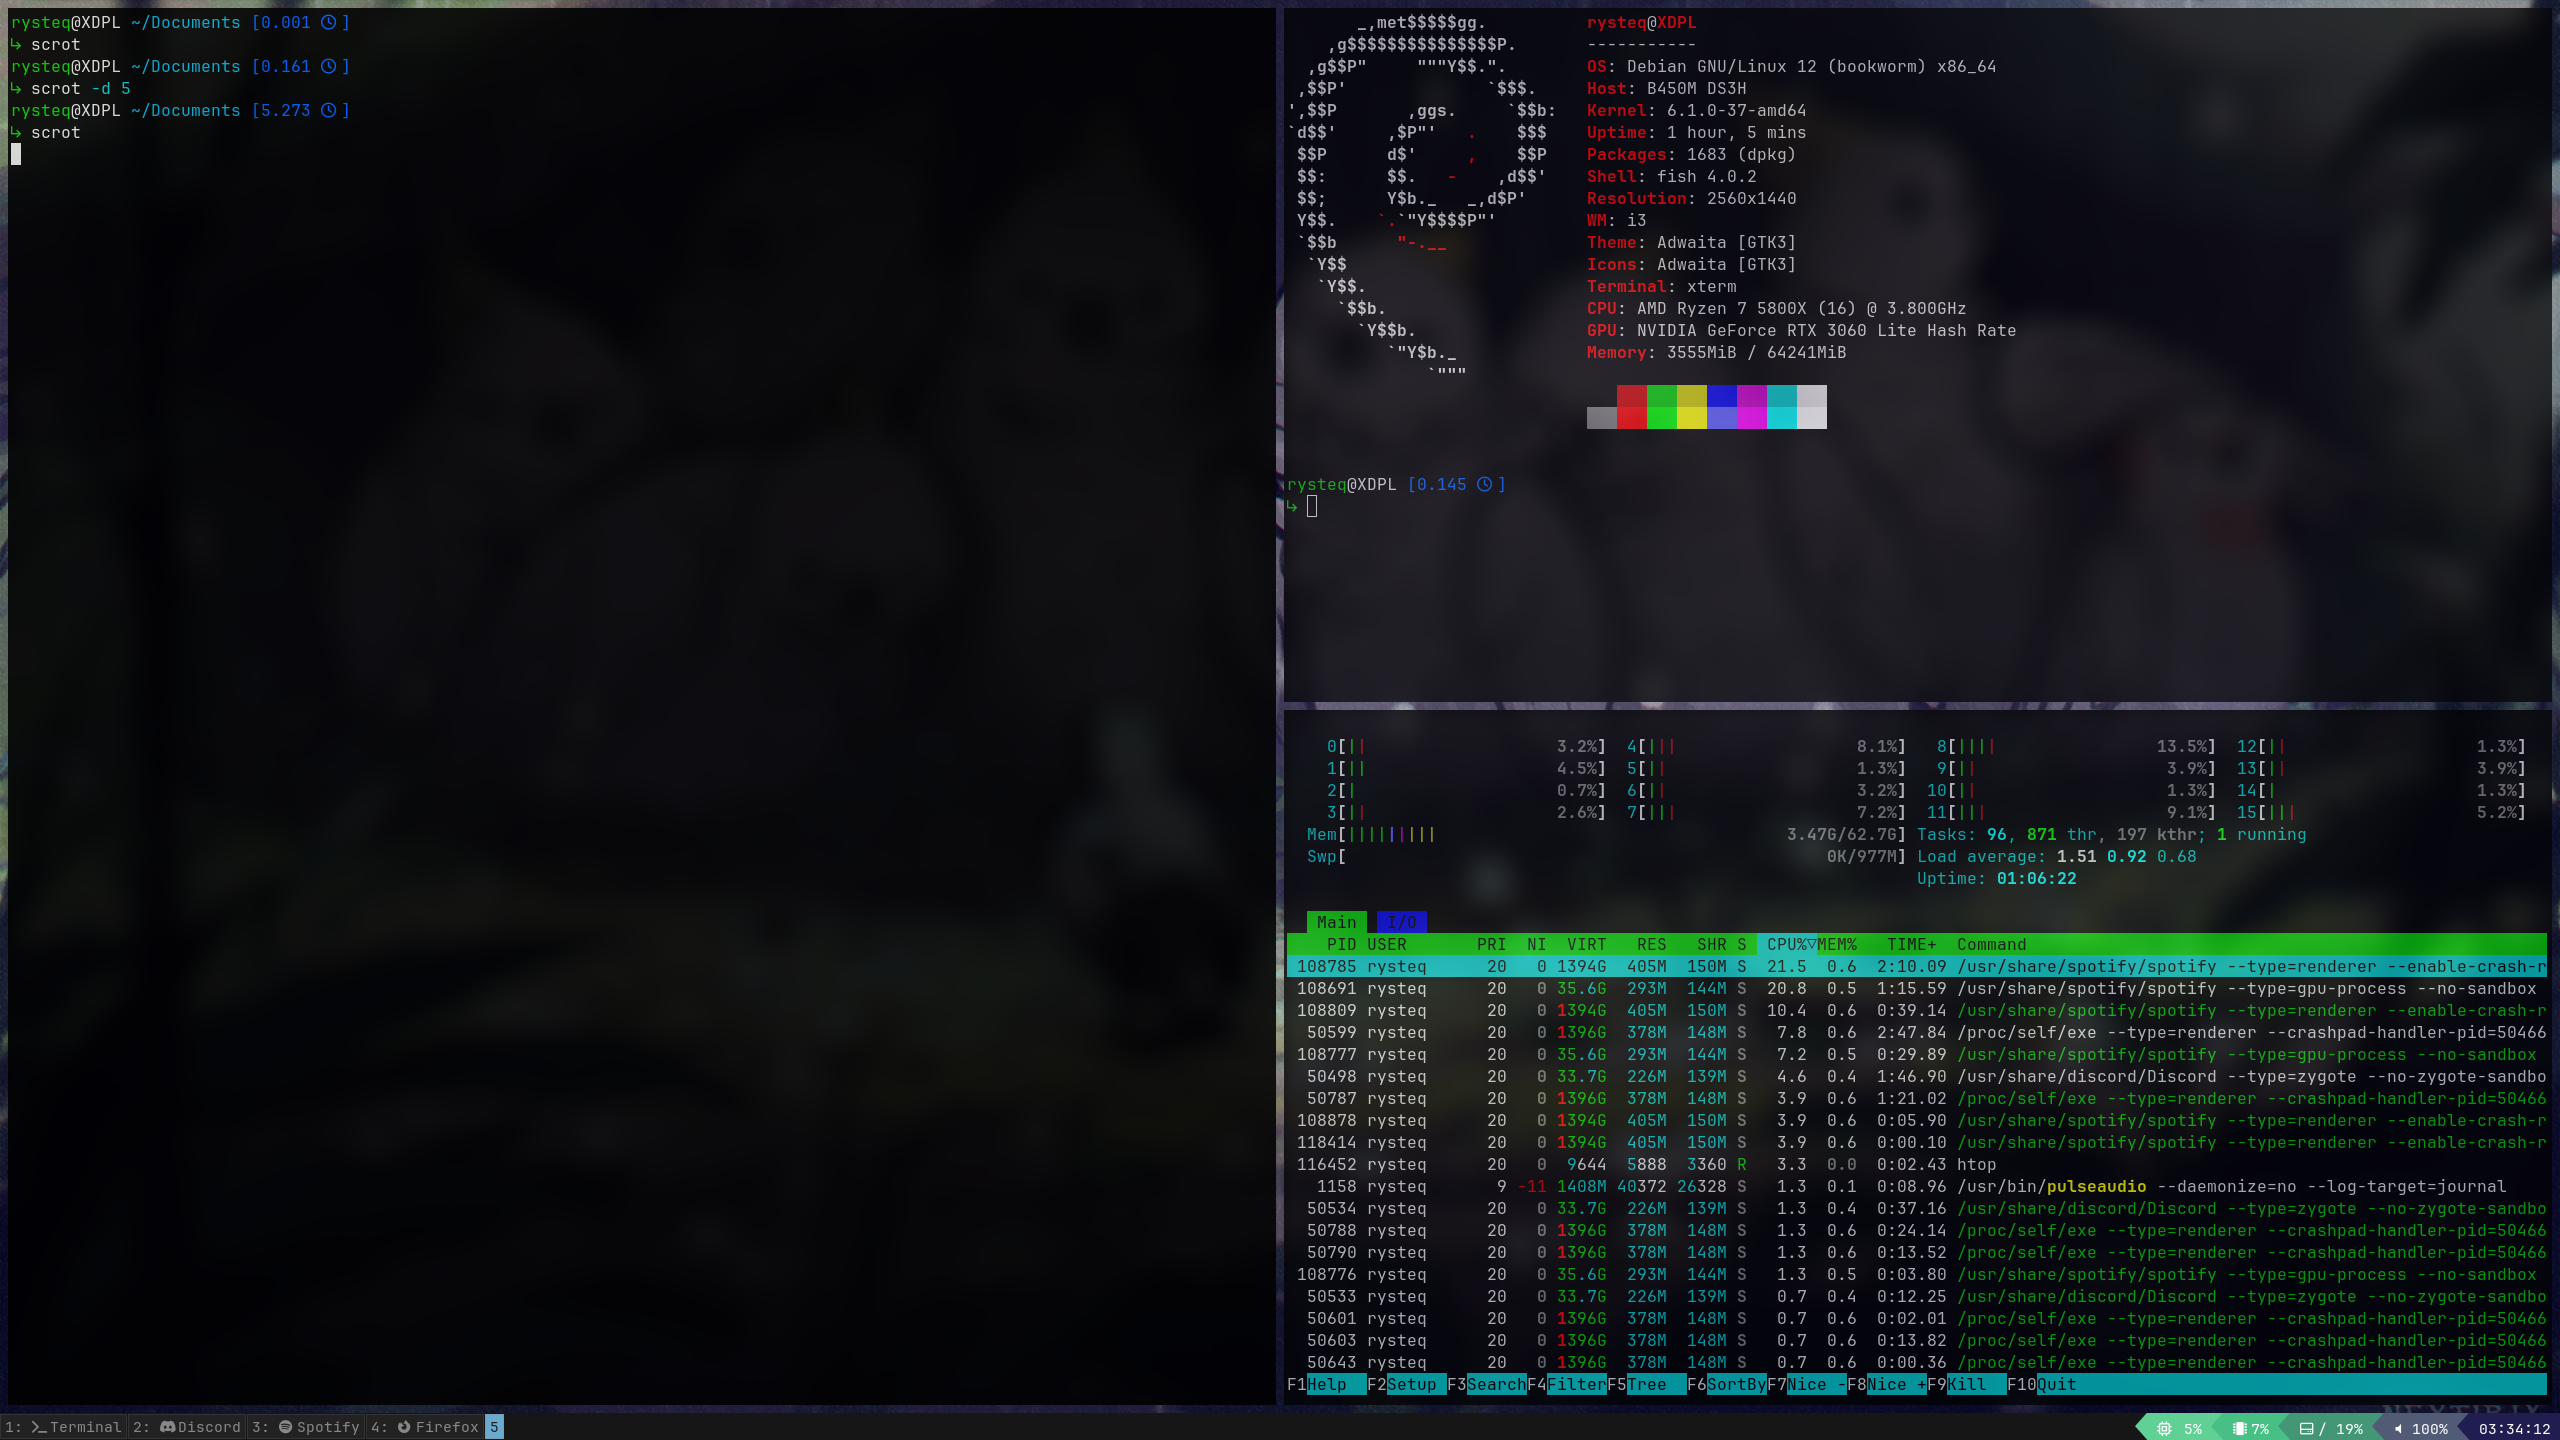 rysteq@XDPL ~/Documents [0.001 ]
↳ scrot
rysteq@XDPL ~/Documents [0.161 ]
↳ scrot -d 5
rysteq@XDPL ~/Documents [5.273 ]
↳ scrot
_,met$$$$$gg.
,g$$$$$$$$$$$$$$$P.
,g$$P"     """Y$$.".
,$$P'              `$$$.
',$$P       ,ggs.     `$$b:
`d$$'     ,$P"'   .    $$$
$$P      d$'     ,    $$P
$$:      $$.   -    ,d$$'
$$;      Y$b._   _,d$P'
Y$$.    `.`"Y$$$$P"'
`$$b      "-.__
`Y$$
`Y$$.
`$$b.
`Y$$b.
`"Y$b._
`"""
rysteq@XDPL
-----------
OS: Debian GNU/Linux 12 (bookworm) x86_64
Host: B450M DS3H
Kernel: 6.1.0-37-amd64
Uptime: 1 hour, 5 mins
Packages: 1683 (dpkg)
Shell: fish 4.0.2
Resolution: 2560x1440
WM: i3
Theme: Adwaita [GTK3]
Icons: Adwaita [GTK3]
Terminal: xterm
CPU: AMD Ryzen 7 5800X (16) @ 3.800GHz
GPU: NVIDIA GeForce RTX 3060 Lite Hash Rate
Memory: 3555MiB / 64241MiB
rysteq@XDPL [0.145 ]
↳
0[|| 3.2%] 4[||| 8.1%] 8[|||| 13.5%] 12[|| 1.3%]
1[|| 4.5%] 5[|| 1.3%] 9[|| 3.9%] 13[|| 3.9%]
2[| 0.7%] 6[|| 3.2%] 10[|| 1.3%] 14[| 1.3%]
3[|| 2.6%] 7[||| 7.2%] 11[||| 9.1%] 15[||| 5.2%]
Mem[||||||||| 3.47G/62.7G] Tasks: 96, 871 thr, 197 kthr; 1 running
Swp[ 0K/977M] Load average: 1.51 0.92 0.68
Uptime: 01:06:22
Main I/O
PID USER PRI NI VIRT RES SHR S CPU%▽MEM% TIME+ Command
108785 rysteq 20 0 1394G 405M 150M S 21.5 0.6 2:10.09 /usr/share/spotify/spotify --type=renderer --enable-crash-r
108691 rysteq 20 0 35.6G 293M 144M S 20.8 0.5 1:15.59 /usr/share/spotify/spotify --type=gpu-process --no-sandbox
108809 rysteq 20 0 1394G 405M 150M S 10.4 0.6 0:39.14 /usr/share/spotify/spotify --type=renderer --enable-crash-r
50599 rysteq 20 0 1396G 378M 148M S 7.8 0.6 2:47.84 /proc/self/exe --type=renderer --crashpad-handler-pid=50466
108777 rysteq 20 0 35.6G 293M 144M S 7.2 0.5 0:29.89 /usr/share/spotify/spotify --type=gpu-process --no-sandbox
50498 rysteq 20 0 33.7G 226M 139M S 4.6 0.4 1:46.90 /usr/share/discord/Discord --type=zygote --no-zygote-sandbo
50787 rysteq 20 0 1396G 378M 148M S 3.9 0.6 1:21.02 /proc/self/exe --type=renderer --crashpad-handler-pid=50466
108878 rysteq 20 0 1394G 405M 150M S 3.9 0.6 0:05.90 /usr/share/spotify/spotify --type=renderer --enable-crash-r
118414 rysteq 20 0 1394G 405M 150M S 3.9 0.6 0:00.10 /usr/share/spotify/spotify --type=renderer --enable-crash-r
116452 rysteq 20 0 9644 5888 3360 R 3.3 0.0 0:02.43 htop
1158 rysteq 9 -11 1408M 40372 26328 S 1.3 0.1 0:08.96 /usr/bin/pulseaudio --daemonize=no --log-target=journal
50534 rysteq 20 0 33.7G 226M 139M S 1.3 0.4 0:37.16 /usr/share/discord/Discord --type=zygote --no-zygote-sandbo
50788 rysteq 20 0 1396G 378M 148M S 1.3 0.6 0:24.14 /proc/self/exe --type=renderer --crashpad-handler-pid=50466
50790 rysteq 20 0 1396G 378M 148M S 1.3 0.6 0:13.52 /proc/self/exe --type=renderer --crashpad-handler-pid=50466
108776 rysteq 20 0 35.6G 293M 144M S 1.3 0.5 0:03.80 /usr/share/spotify/spotify --type=gpu-process --no-sandbox
50533 rysteq 20 0 33.7G 226M 139M S 0.7 0.4 0:12.25 /usr/share/discord/Discord --type=zygote --no-zygote-sandbo
50601 rysteq 20 0 1396G 378M 148M S 0.7 0.6 0:02.01 /proc/self/exe --type=renderer --crashpad-handler-pid=50466
50603 rysteq 20 0 1396G 378M 148M S 0.7 0.6 0:13.82 /proc/self/exe --type=renderer --crashpad-handler-pid=50466
50643 rysteq 20 0 1396G 378M 148M S 0.7 0.6 0:00.36 /proc/self/exe --type=renderer --crashpad-handler-pid=50466
F1Help F2Setup F3SearchF4FilterF5Tree F6SortByF7Nice -F8Nice +F9Kill F10Quit
1: Terminal 2: Discord 3: Spotify 4: Firefox 5 5% 7% / 19% 100% 03:34:12